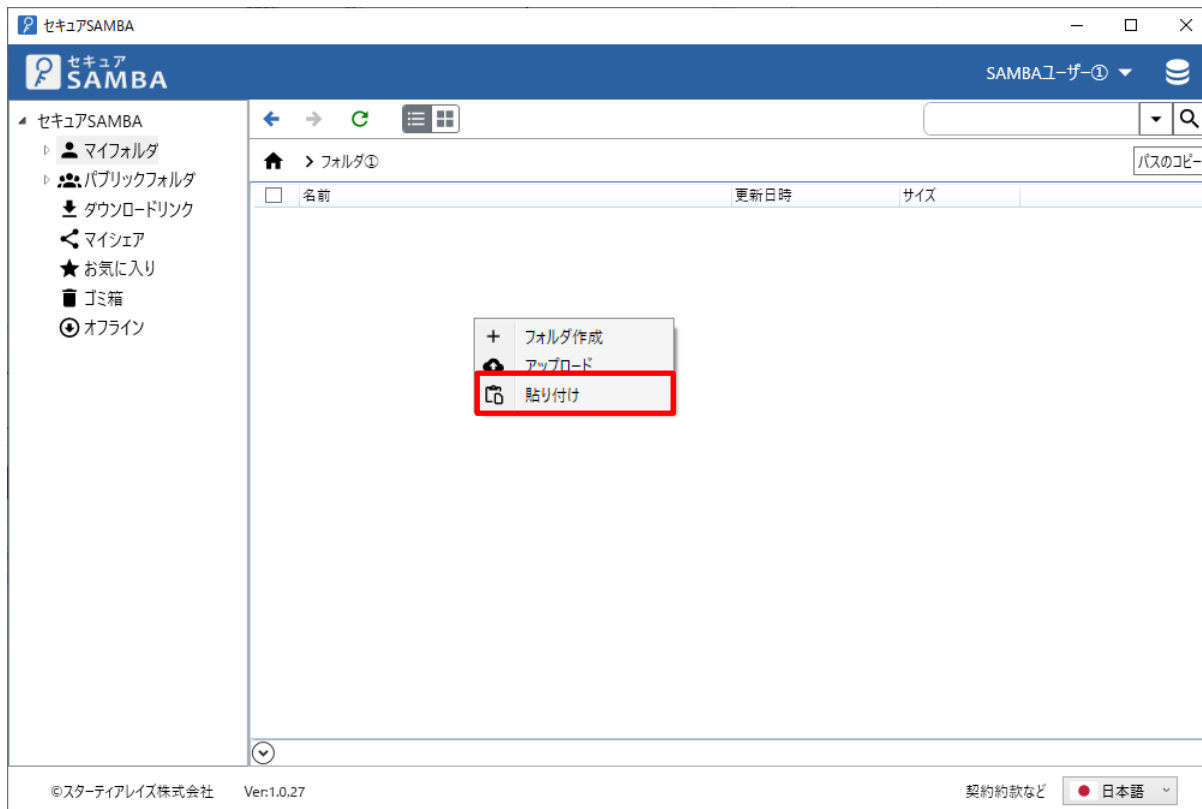 セキュアSAMBA
セキュア
SAMBA
SAMBAユーザー①
セキュアSAMBA
マイフォルダ
パブリックフォルダ
ダウンロードリンク
マイシェア
お気に入り
ゴミ箱
オフライン
フォルダ①
パスのコピー
名前 更新日時 サイズ
フォルダ作成
アップロード
貼り付け
©スターティアレイズ株式会社 Ver:1.0.27
契約約款など 日本語